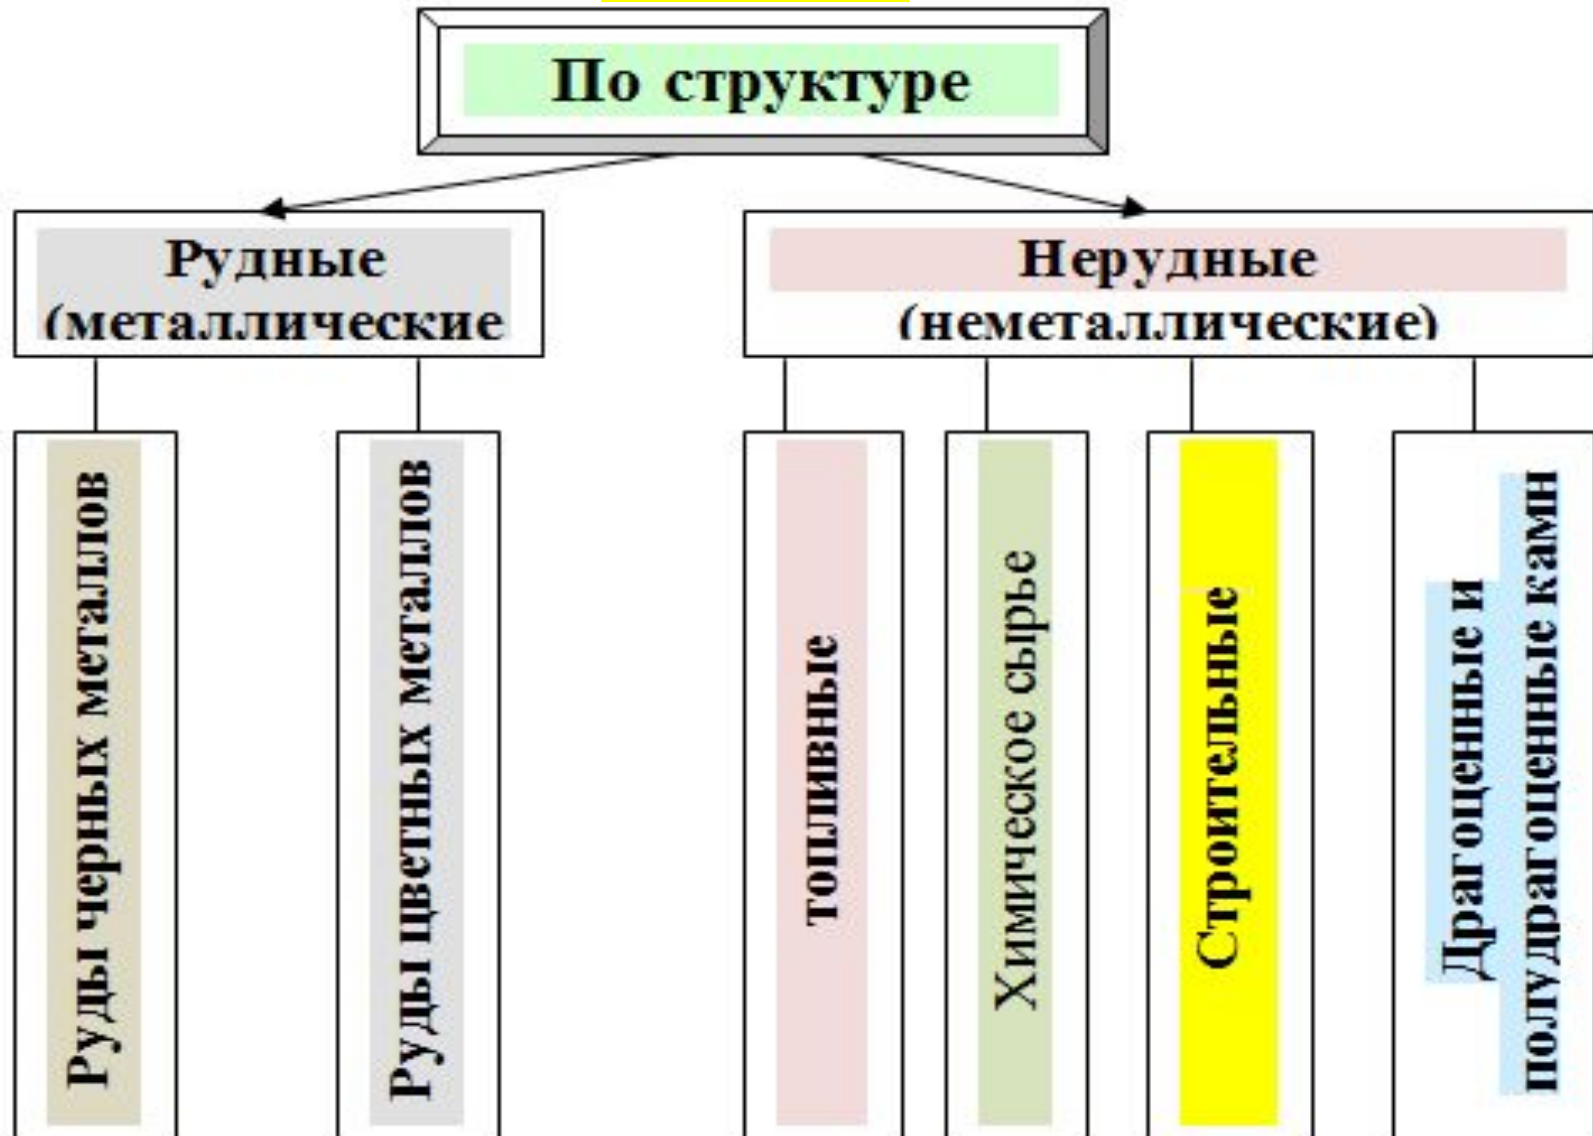 По структуре
Рудные
(металлические
Нерудные
(неметаллические)
Руды черных металлов
Руды цветных металлов
топливные
Химическое сырье
Строительные
Драгоценные и
полудрагоценные камн